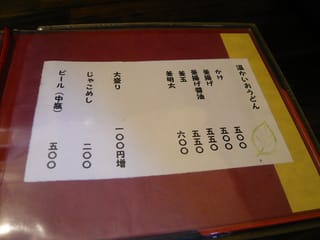 温かいおうどん
かけ 五〇〇
釜揚げ 五五〇
釜揚げ醤油 五五〇
釜玉 五五〇
釜明太 六〇〇
大盛り 一〇〇円増
じゃこめし 二〇〇
ビール（中瓶） 五〇〇